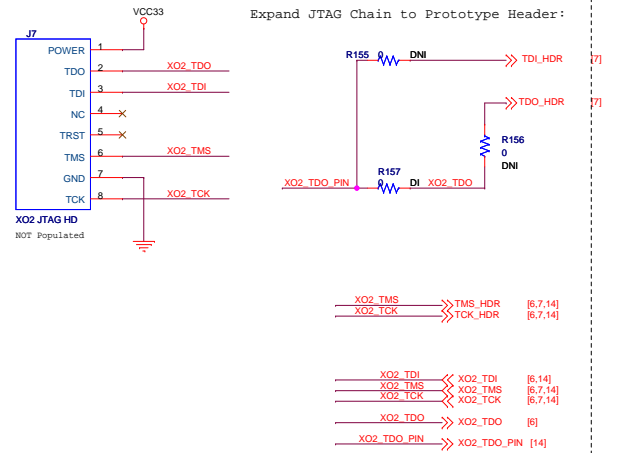 VCC33
Expand JTAG Chain to Prototype Header:
J7
POWER 1
TDO 2 XO2_TDO
TDI 3 XO2_TDI
NC 4
TRST 5
TMS 6 XO2_TMS
GND 7
TCK 8 XO2_TCK
XO2 JTAG HD
NOT Populated
R155 0 DNI TDI_HDR [7]
TDO_HDR [7]
R156
0
DNI
R157
XO2_TDO_PIN 0 DI XO2_TDO
XO2_TMS TMS_HDR [6,7,14]
XO2_TCK TCK_HDR [6,7,14]
XO2_TDI XO2_TDI [6,14]
XO2_TMS XO2_TMS [6,7,14]
XO2_TCK XO2_TCK [6,7,14]
XO2_TDO XO2_TDO [6]
XO2_TDO_PIN XO2_TDO_PIN [14]